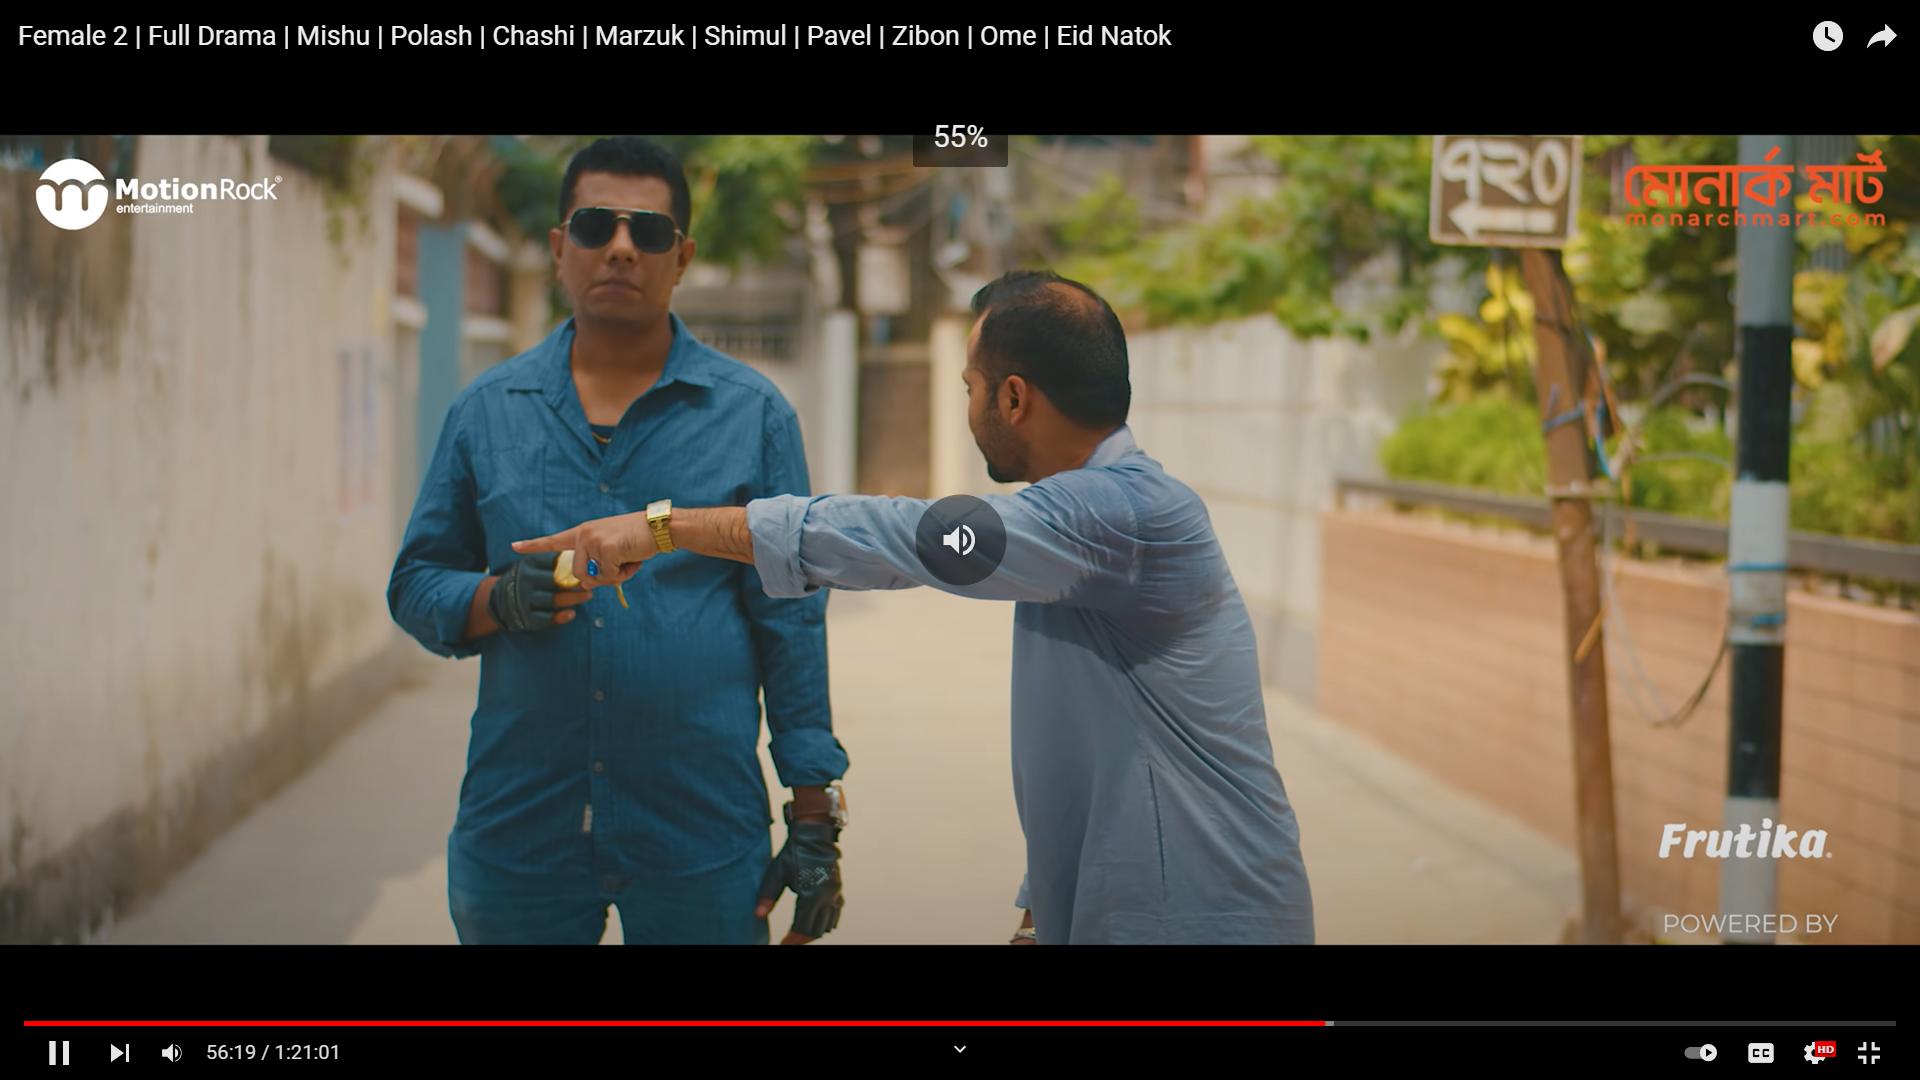 Female 2 | Full Drama | Mishu | Polash | Chashi | Marzuk | Shimul | Pavel | Zibon | Ome | Eid Natok
55%
MotionRock®
entertainment
৭২০
মোনার্ক মার্ট
monarchmart.com
Frutika.
POWERED BY
56:19 / 1:21:01
CC
HD